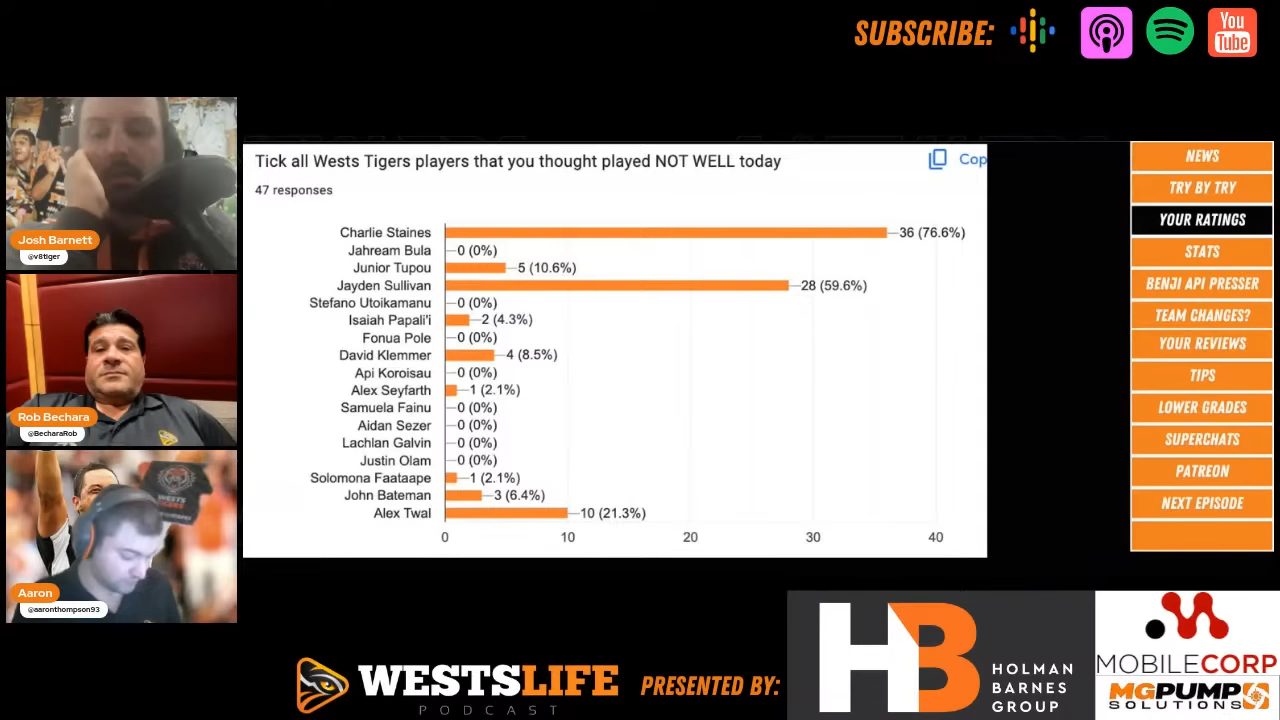 SUBSCRIBE:
You
Tube
Josh Barnett
@v8tiger
Rob Bechara
@BecharaRob
WESTS
TIGERS
Aaron
@aaronthompson93
Tick all Wests Tigers players that you thought played NOT WELL today
Cop
47 responses
Charlie Staines 36 (76.6%)
Jahream Bula 0 (0%)
Junior Tupou 5 (10.6%)
Jayden Sullivan 28 (59.6%)
Stefano Utoikamanu 0 (0%)
Isaiah Papali'i 2 (4.3%)
Fonua Pole 0 (0%)
David Klemmer 4 (8.5%)
Api Koroisau 0 (0%)
Alex Seyfarth 1 (2.1%)
Samuela Fainu 0 (0%)
Aidan Sezer 0 (0%)
Lachlan Galvin 0 (0%)
Justin Olam 0 (0%)
Solomona Faataape 1 (2.1%)
John Bateman 3 (6.4%)
Alex Twal 10 (21.3%)
0 10 20 30 40
NEWS
TRY BY TRY
YOUR RATINGS
STATS
BENJI API PRESSER
TEAM CHANGES?
YOUR REVIEWS
TIPS
LOWER GRADES
SUPERCHATS
PATREON
NEXT EPISODE
WESTSLIFE
PODCAST
PRESENTED BY:
HB
HOLMAN
BARNES
GROUP
MOBILECORP
MGPUMP
SOLUTIONS